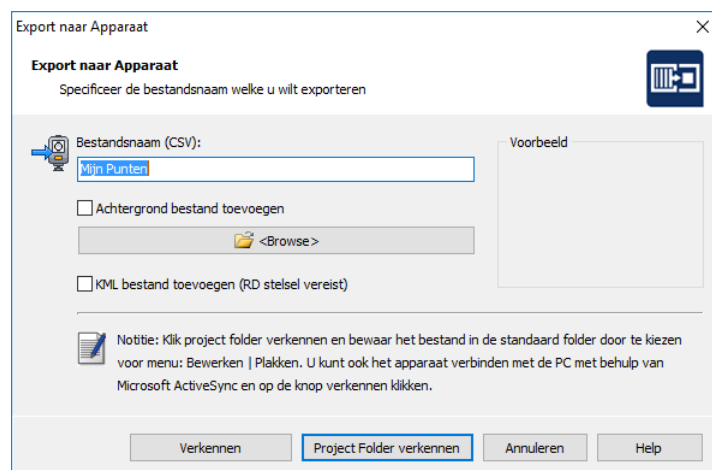 Export naar Apparaat
Export naar Apparaat
Specificeer de bestandsnaam welke u wilt exporteren
Bestandsnaam (CSV):
Voorbeeld
Mijn Punten
Achtergrond bestand toevoegen
<Browse>
KML bestand toevoegen (RD stelsel vereist)
Notitie: Klik project folder verkennen en bewaar het bestand in de standaard folder door te kiezen
voor menu: Bewerken | Plakken. U kunt ook het apparaat verbinden met de PC met behulp van
Microsoft ActiveSync en op de knop verkennen klikken.
Verkennen
Project Folder verkennen
Annuleren
Help